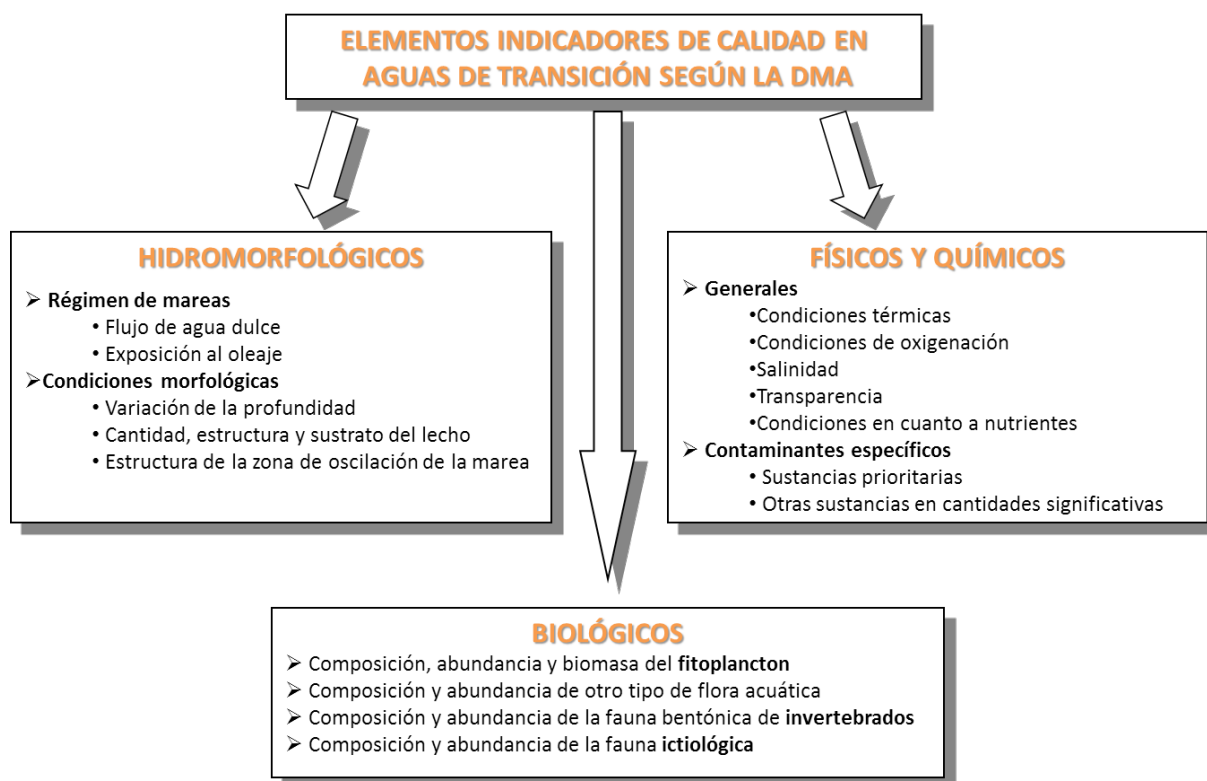 ELEMENTOS INDICADORES DE CALIDAD EN
AGUAS DE TRANSICIÓN SEGÚN LA DMA
HIDROMORFOLÓGICOS
➢ Régimen de mareas
• Flujo de agua dulce
• Exposición al oleaje
➢Condiciones morfológicas
• Variación de la profundidad
• Cantidad, estructura y sustrato del lecho
• Estructura de la zona de oscilación de la marea
FÍSICOS Y QUÍMICOS
➢ Generales
•Condiciones térmicas
•Condiciones de oxigenación
•Salinidad
•Transparencia
•Condiciones en cuanto a nutrientes
➢ Contaminantes específicos
• Sustancias prioritarias
• Otras sustancias en cantidades significativas
BIOLÓGICOS
➢ Composición, abundancia y biomasa del fitoplancton
➢ Composición y abundancia de otro tipo de flora acuática
➢ Composición y abundancia de la fauna bentónica de invertebrados
➢ Composición y abundancia de la fauna ictiológica